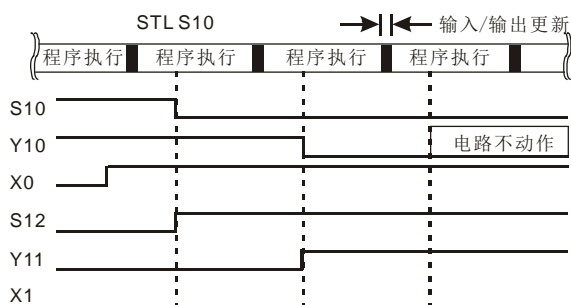 STL S10
输入/输出更新
程序执行 程序执行 程序执行 程序执行
S10
Y10
电路不动作
X0
S12
Y11
X1